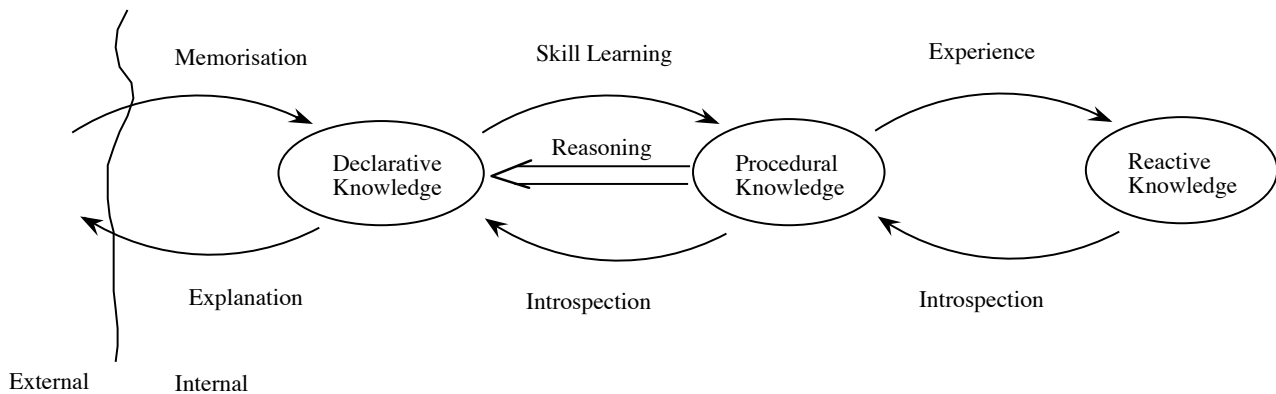 Memorisation
Skill Learning
Experience
Reasoning
Declarative
Knowledge
Procedural
Knowledge
Reactive
Knowledge
Explanation
Introspection
Introspection
External
Internal